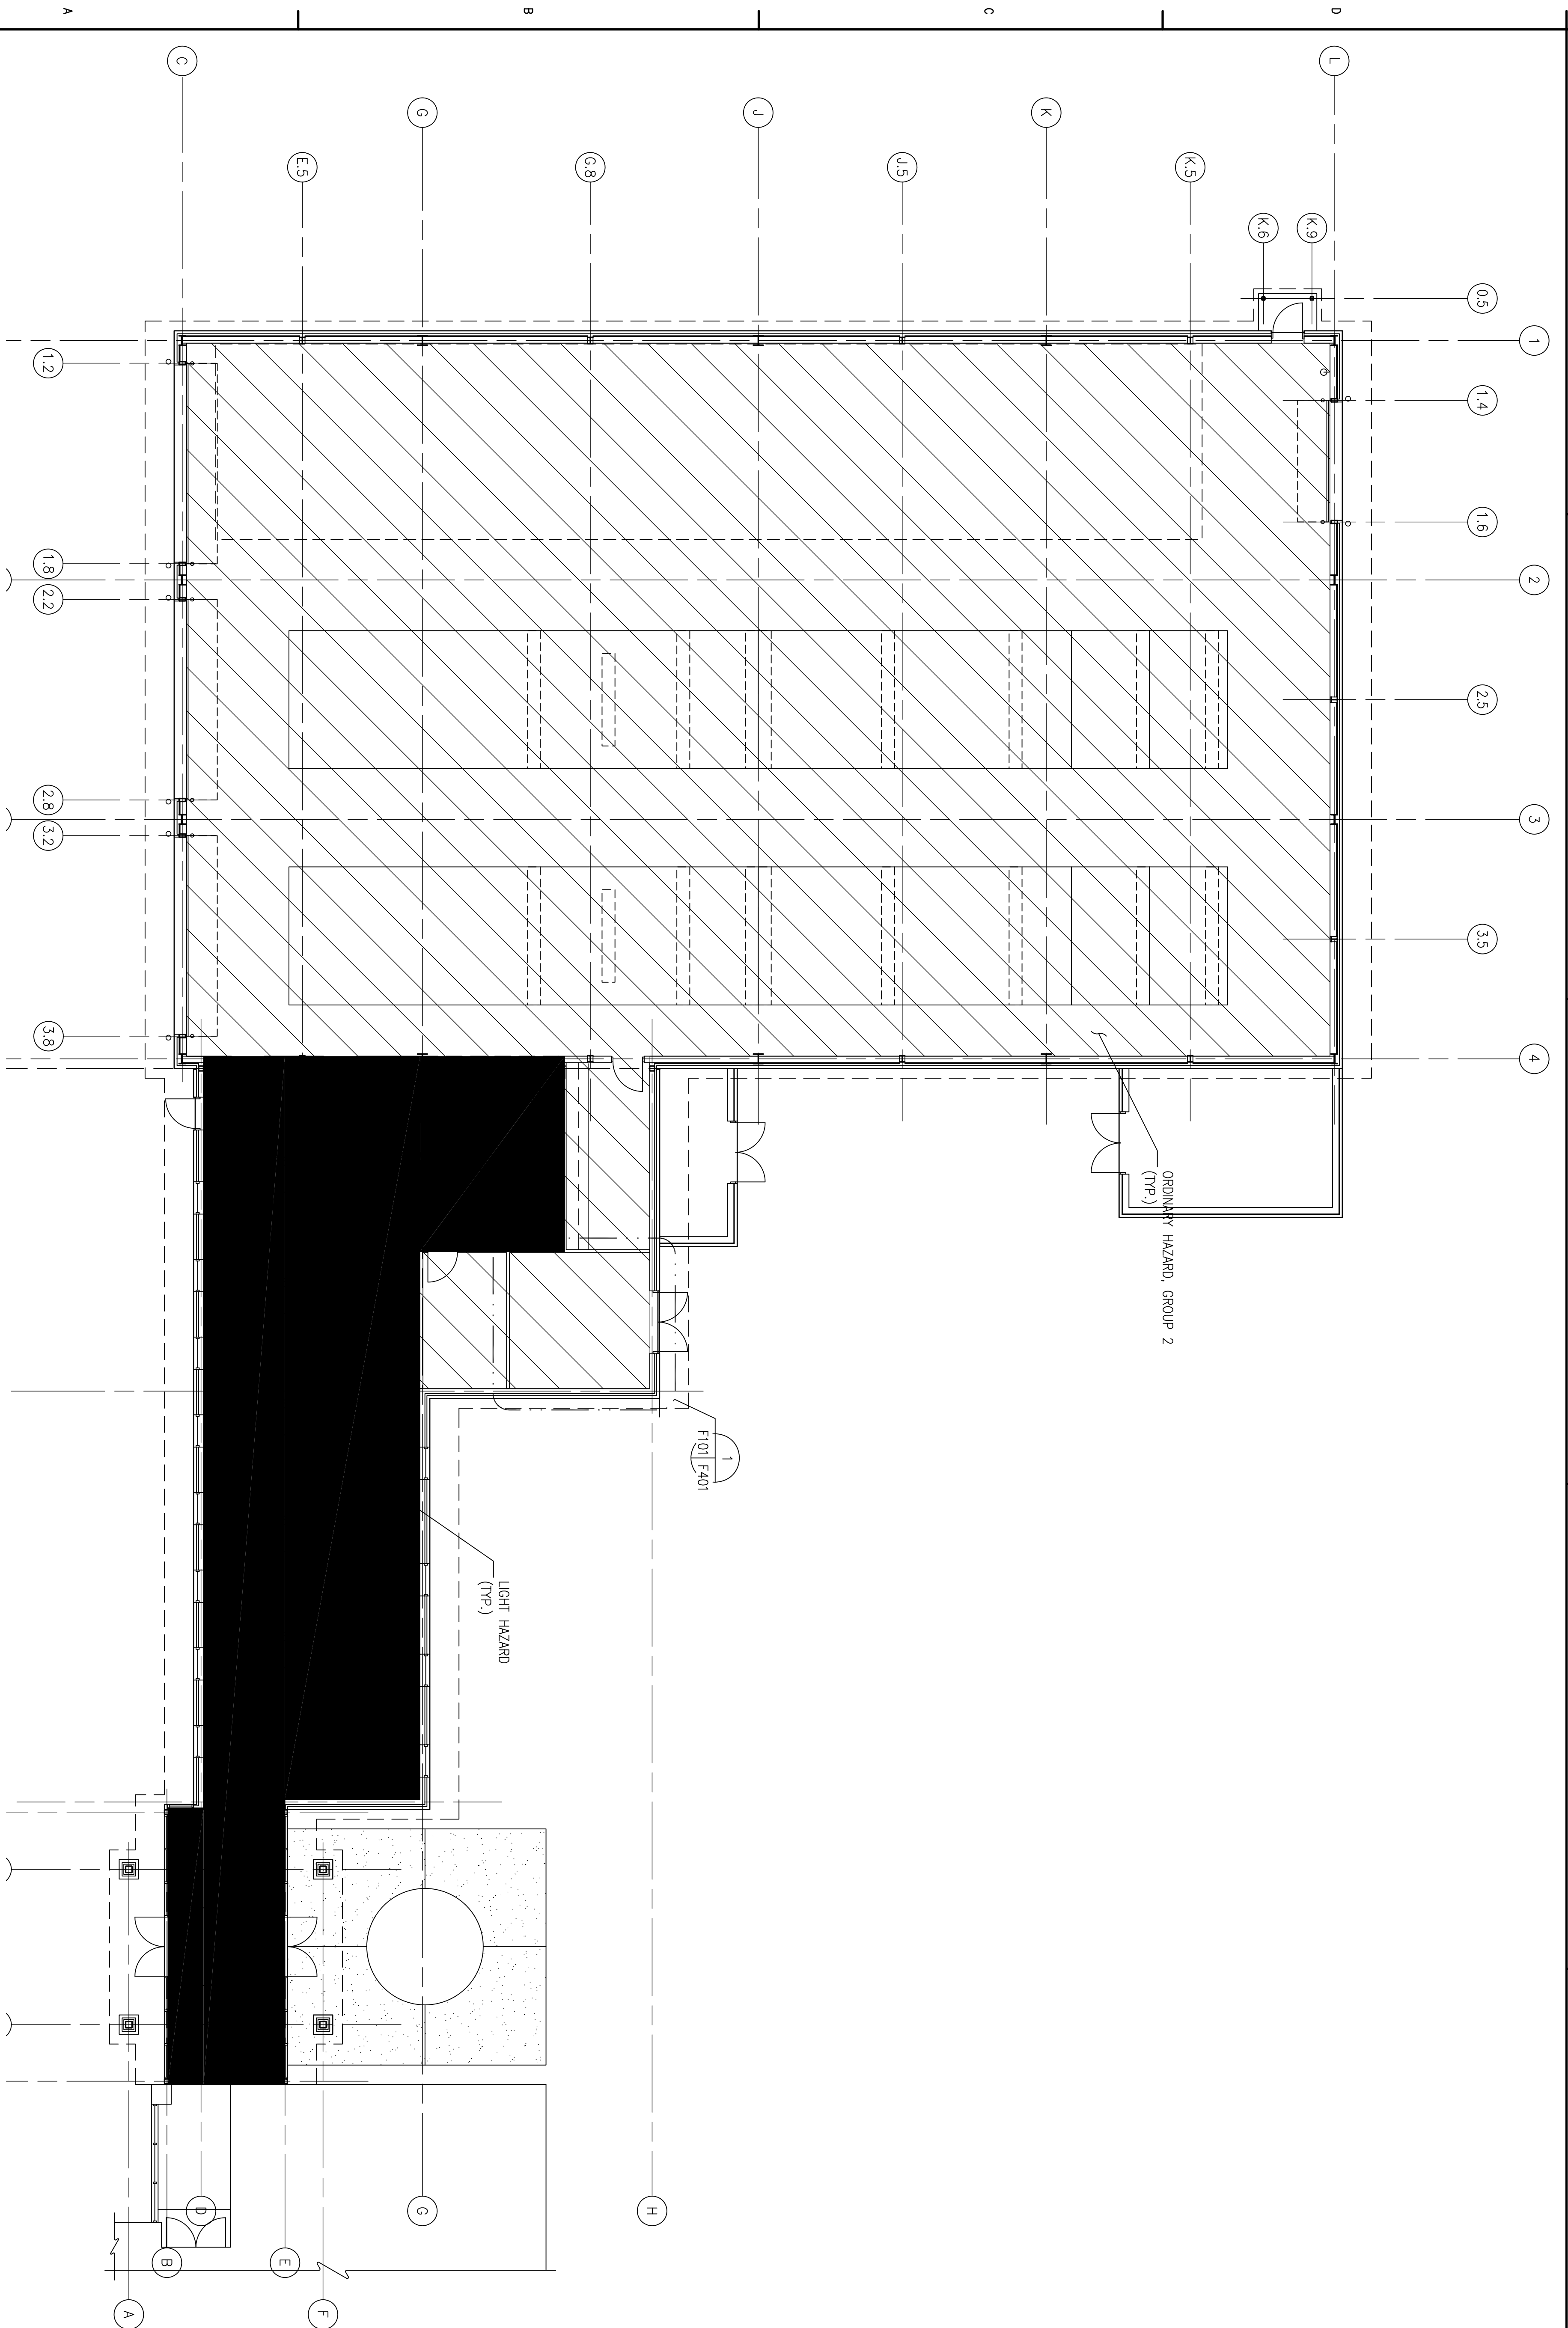 A
B
C
D
C
L
G
J
K
E.5
G.8
J.5
K.5
K.6
K.9
0.5
1
1.2
1.4
1.6
1.8
2
2.2
2.5
2.8
3
3.2
3.5
3.8
4
ORDINARY HAZARD, GROUP 2
(TYP.)
1
F101
F401
LIGHT HAZARD
(TYP.)
D
G
H
B
E
A
F